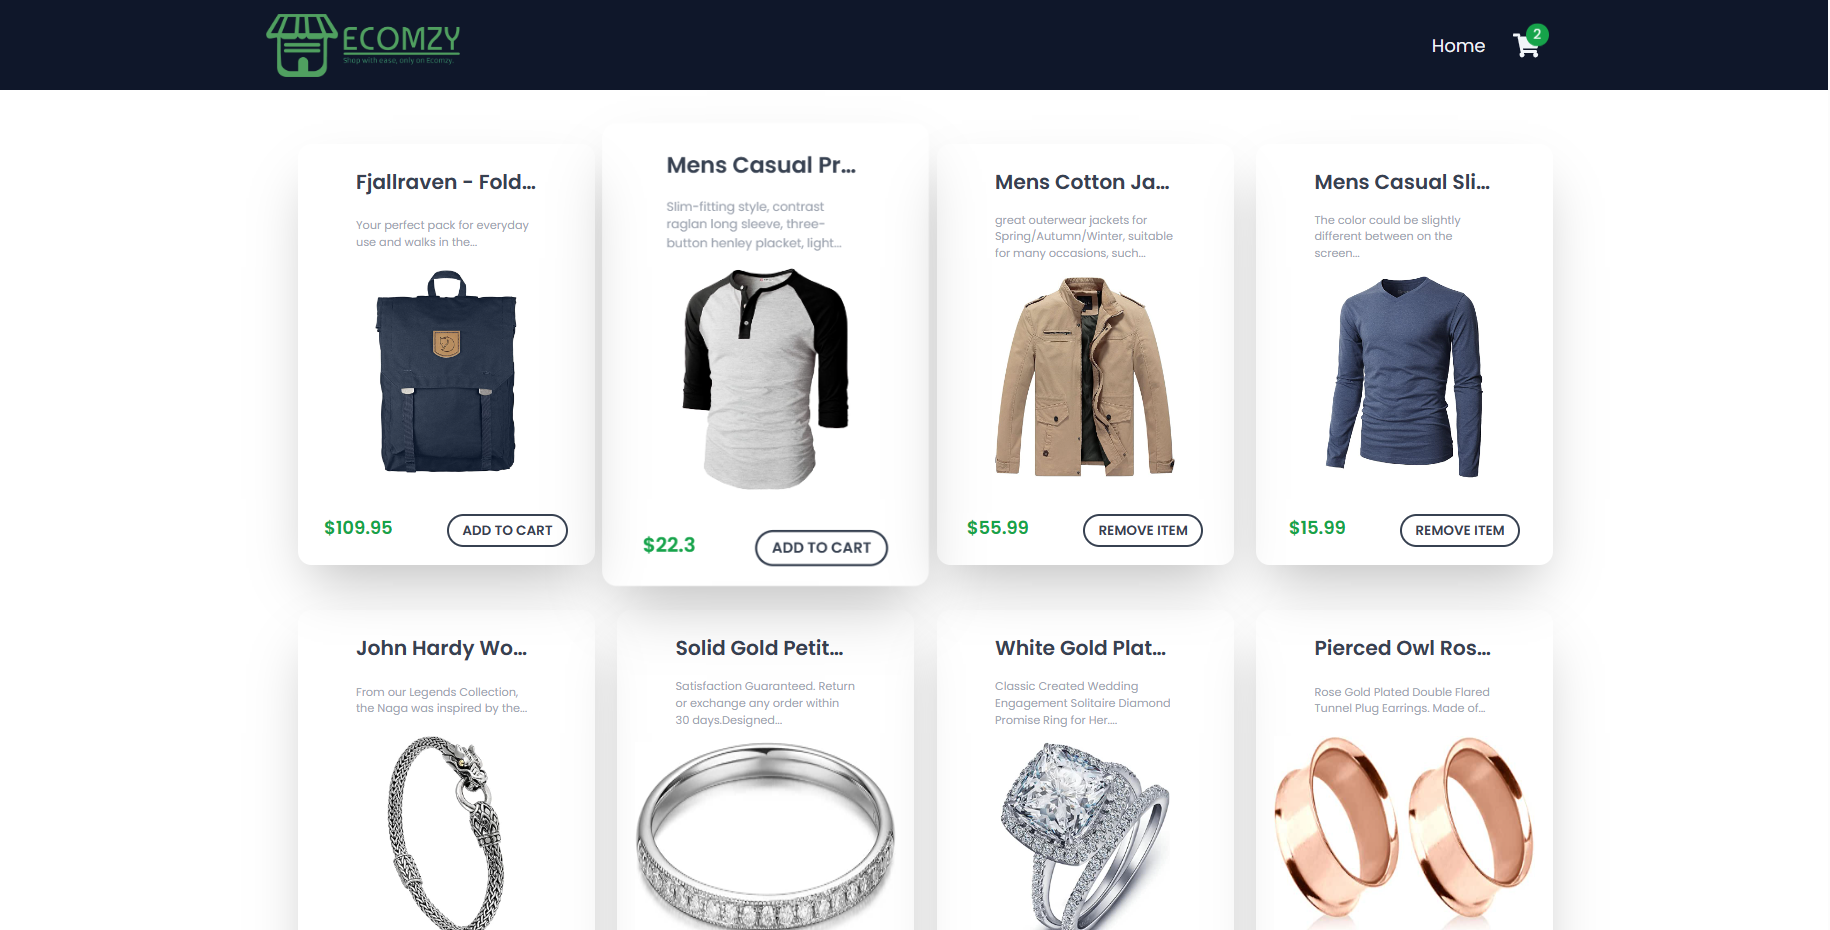 ECOMZY
Shop with ease, only on Ecomzy.
Home
2
Fjallraven - Fold...
Your perfect pack for everyday
use and walks in the...
$109.95
ADD TO CART
Mens Casual Pr...
Slim-fitting style, contrast
raglan long sleeve, three-
button henley placket, light...
$22.3
ADD TO CART
Mens Cotton Ja...
great outerwear jackets for
Spring/Autumn/Winter, suitable
for many occasions, such...
$55.99
REMOVE ITEM
Mens Casual Sli...
The color could be slightly
different between on the
screen...
$15.99
REMOVE ITEM
John Hardy Wo...
From our Legends Collection,
the Naga was inspired by the...
Solid Gold Petit...
Satisfaction Guaranteed. Return
or exchange any order within
30 days.Designed...
White Gold Plat...
Classic Created Wedding
Engagement Solitaire Diamond
Promise Ring for Her....
Pierced Owl Ros...
Rose Gold Plated Double Flared
Tunnel Plug Earrings. Made of...